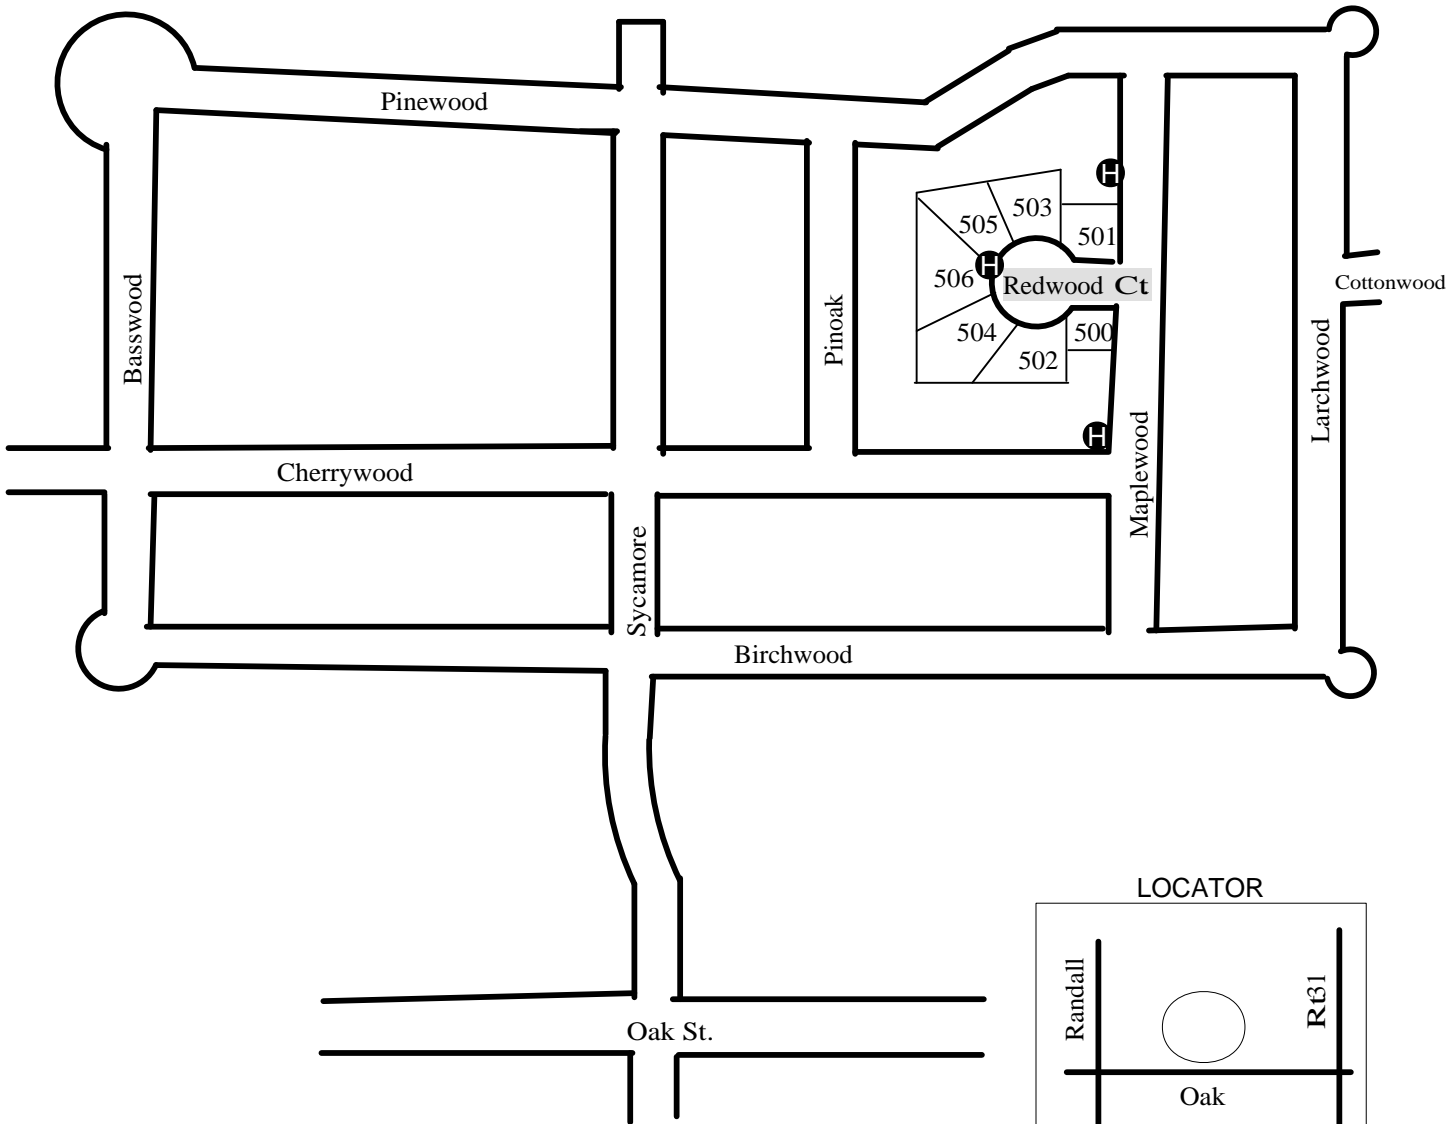 Pinewood
H
503
505
501
H
506
Redwood Ct
Cottonwood
Basswood
Pinoak
504
500
502
Larchwood
H
Cherrywood
Maplewood
Sycamore
Birchwood
LOCATOR
Randall
Rt31
Oak St.
Oak